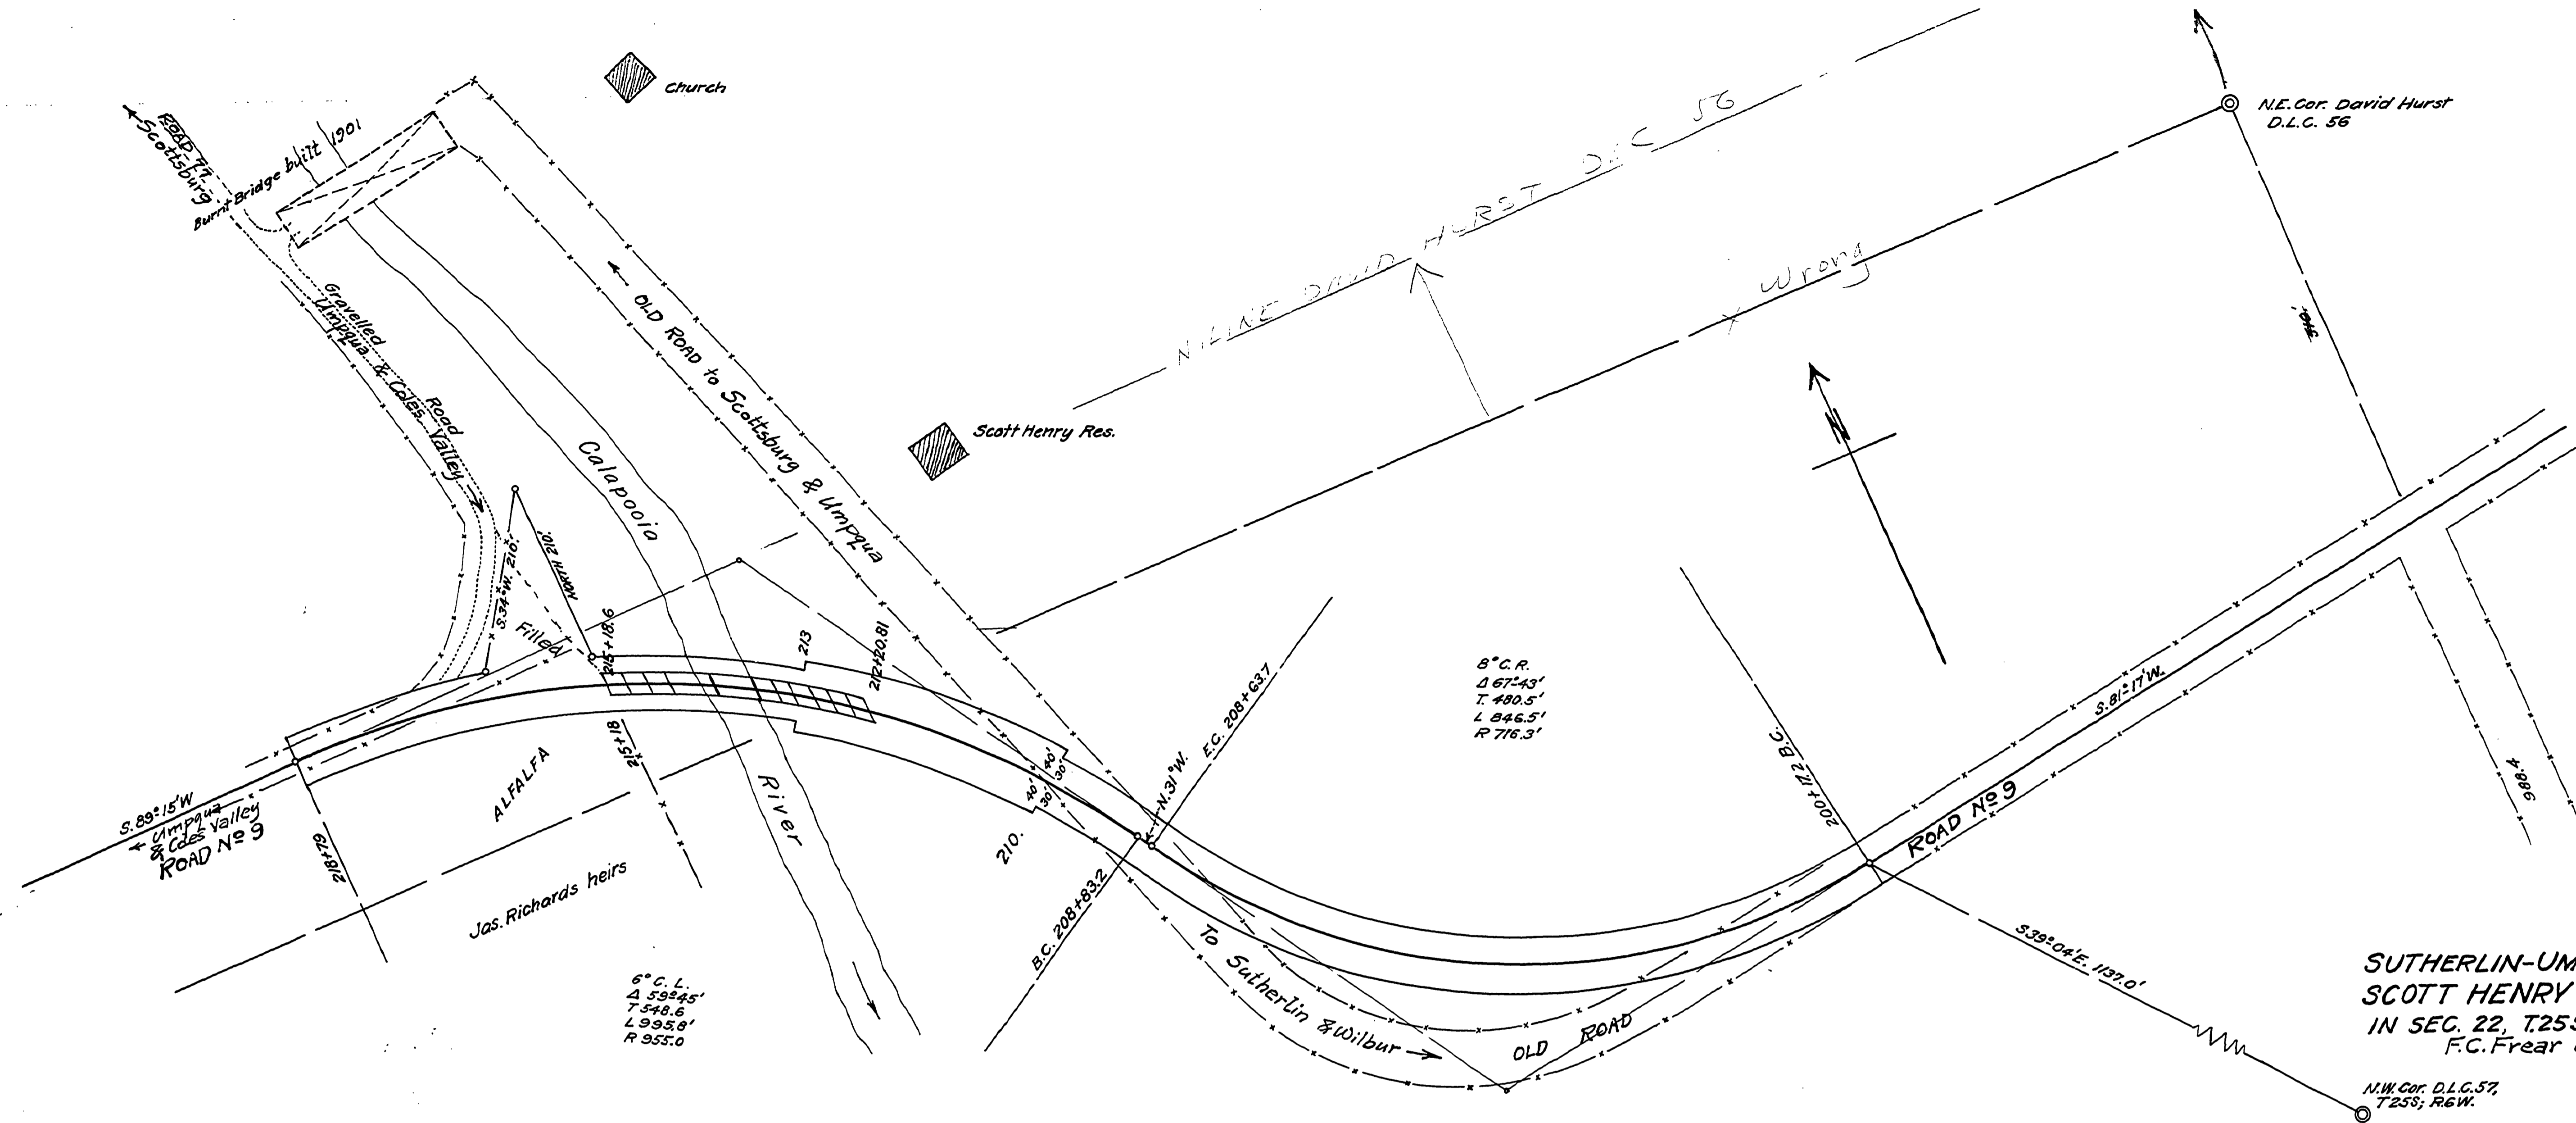 Church
N.E. Cor. David Hurst
D.L.C. 56
ROAD-77-
Scottsburg
Burnt Bridge built 1901
Gravelled Road
Umpqua & Coles Valley
OLD ROAD to Scottsburg & Umpqua
N. LINE DAVID HURST DLC 56
Wrong
Scott Henry Res.
N
Calapooia
River
S.34°W. 210.'
NORTH 210.'
Filled
215+18.6
213
212+20.81
8° C.R.
Δ 67°-43'
T. 480.5'
L 846.5'
R 716.3'
S.81°-17'W.
988.4
200+17.2 B.C.
E.C. 208+63.7
N.31°W.
B.C. 208+83.2
40'
30'
40'
30'
210.
215+18
ALFALFA
S.89°-15'W
Umpqua
& Coles Valley
ROAD Nº 9
218+79
Jas. Richards heirs
6° C. L.
Δ 59°45'
T 548.6
L 995.8'
R 955.0
To Sutherlin & Wilbur
OLD ROAD
ROAD Nº 9
S39°-04'E. 1137.0'
SUTHERLIN-UM
SCOTT HENRY
IN SEC. 22, T.25S
F.C. Frear
N.W. Cor. D.L.C. 57,
T25S; R6W.